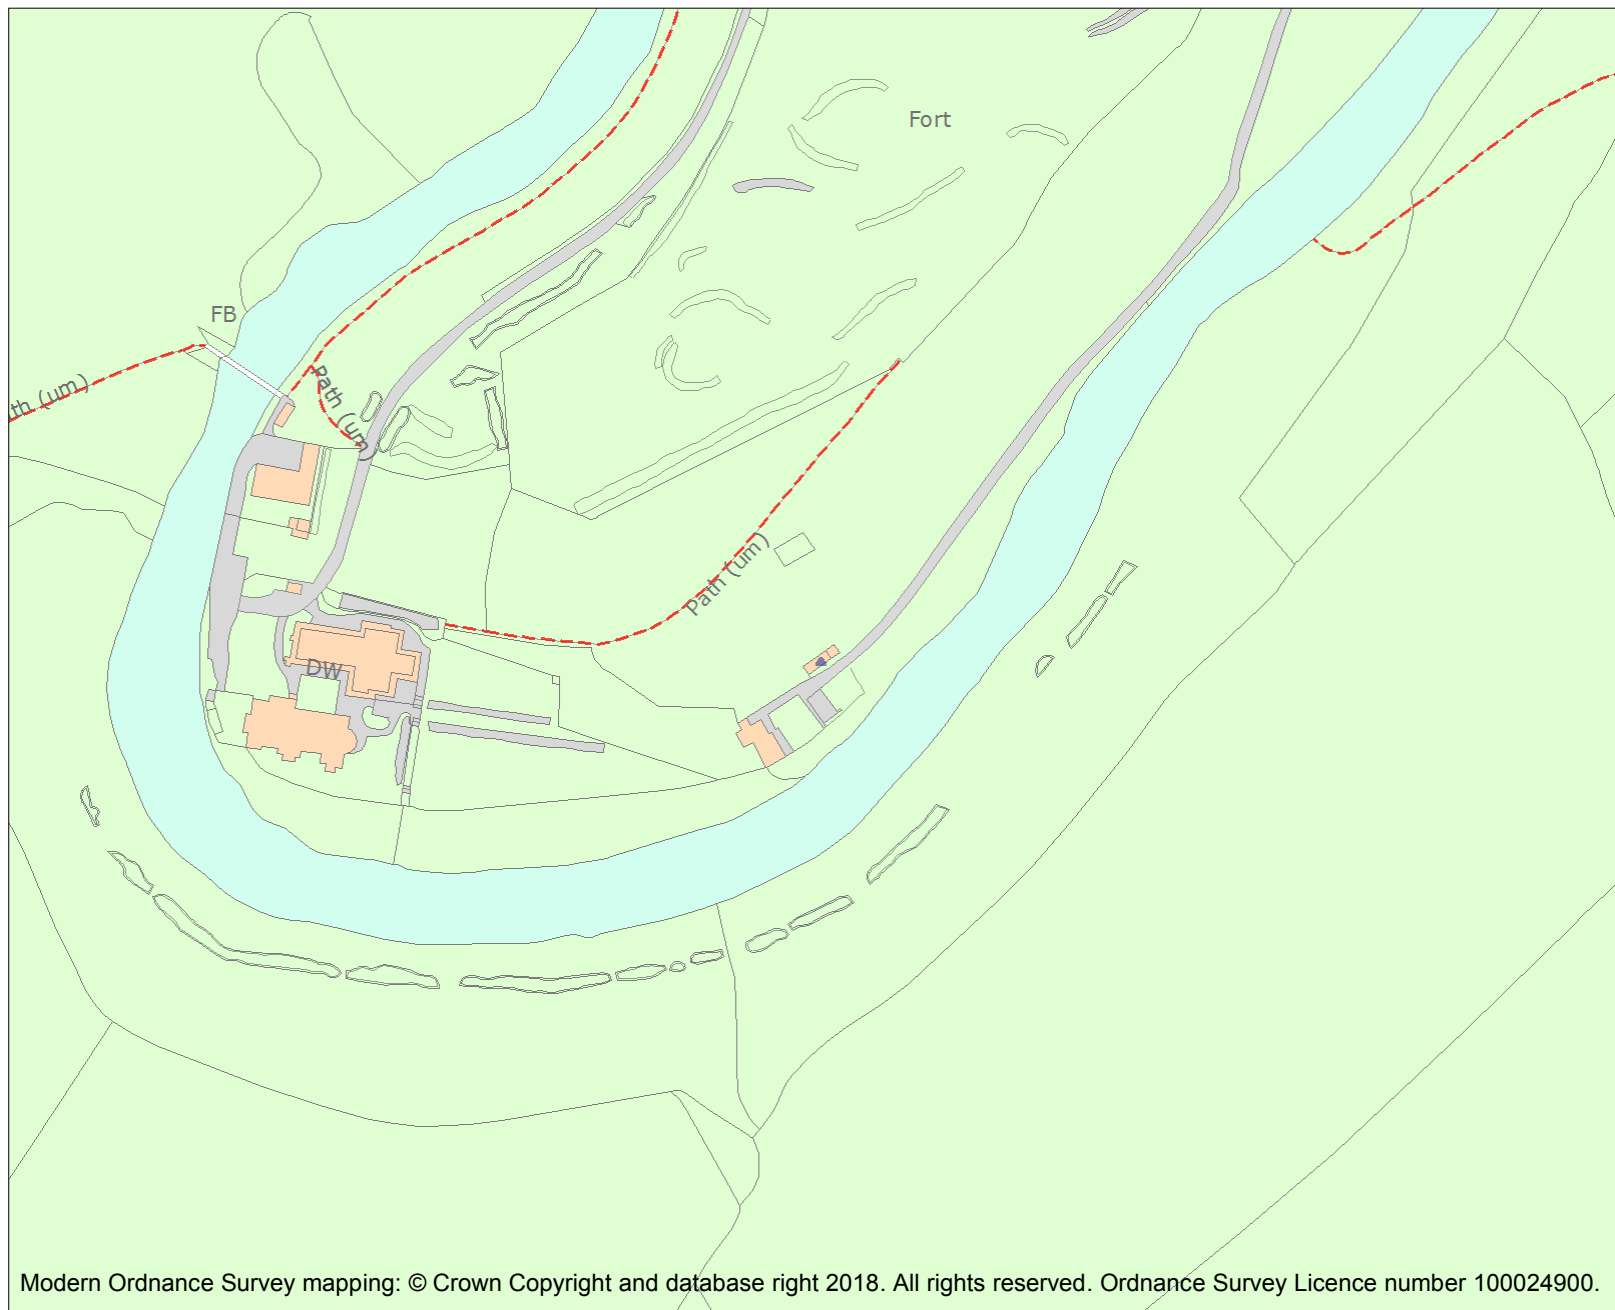 Fort
FB
th (um)
Path (um)
Path (um)
DW
Modern Ordnance Survey mapping: © Crown Copyright and database right 2018. All rights reserved. Ordnance Survey Licence number 100024900.